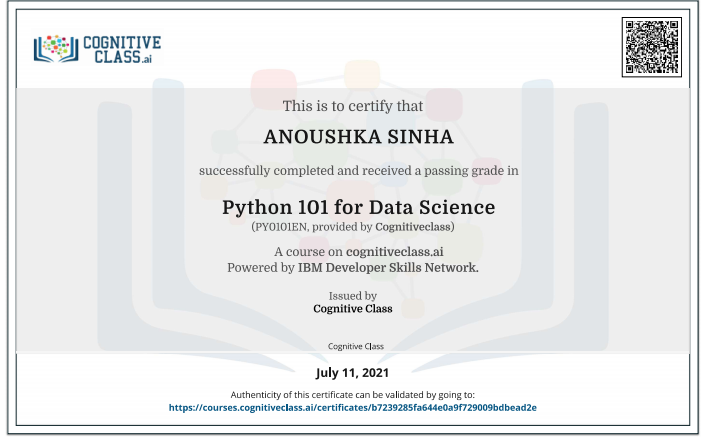 COGNITIVE
CLASS.ai
This is to certify that
ANOUSHKA SINHA
successfully completed and received a passing grade in
Python 101 for Data Science
(PY0101EN, provided by Cognitiveclass)
A course on cognitiveclass.ai
Powered by IBM Developer Skills Network.
Issued by
Cognitive Class
Cognitive Class
July 11, 2021
Authenticity of this certificate can be validated by going to:
https://courses.cognitiveclass.ai/certificates/b7239285fa644e0a9f729009bdbead2e